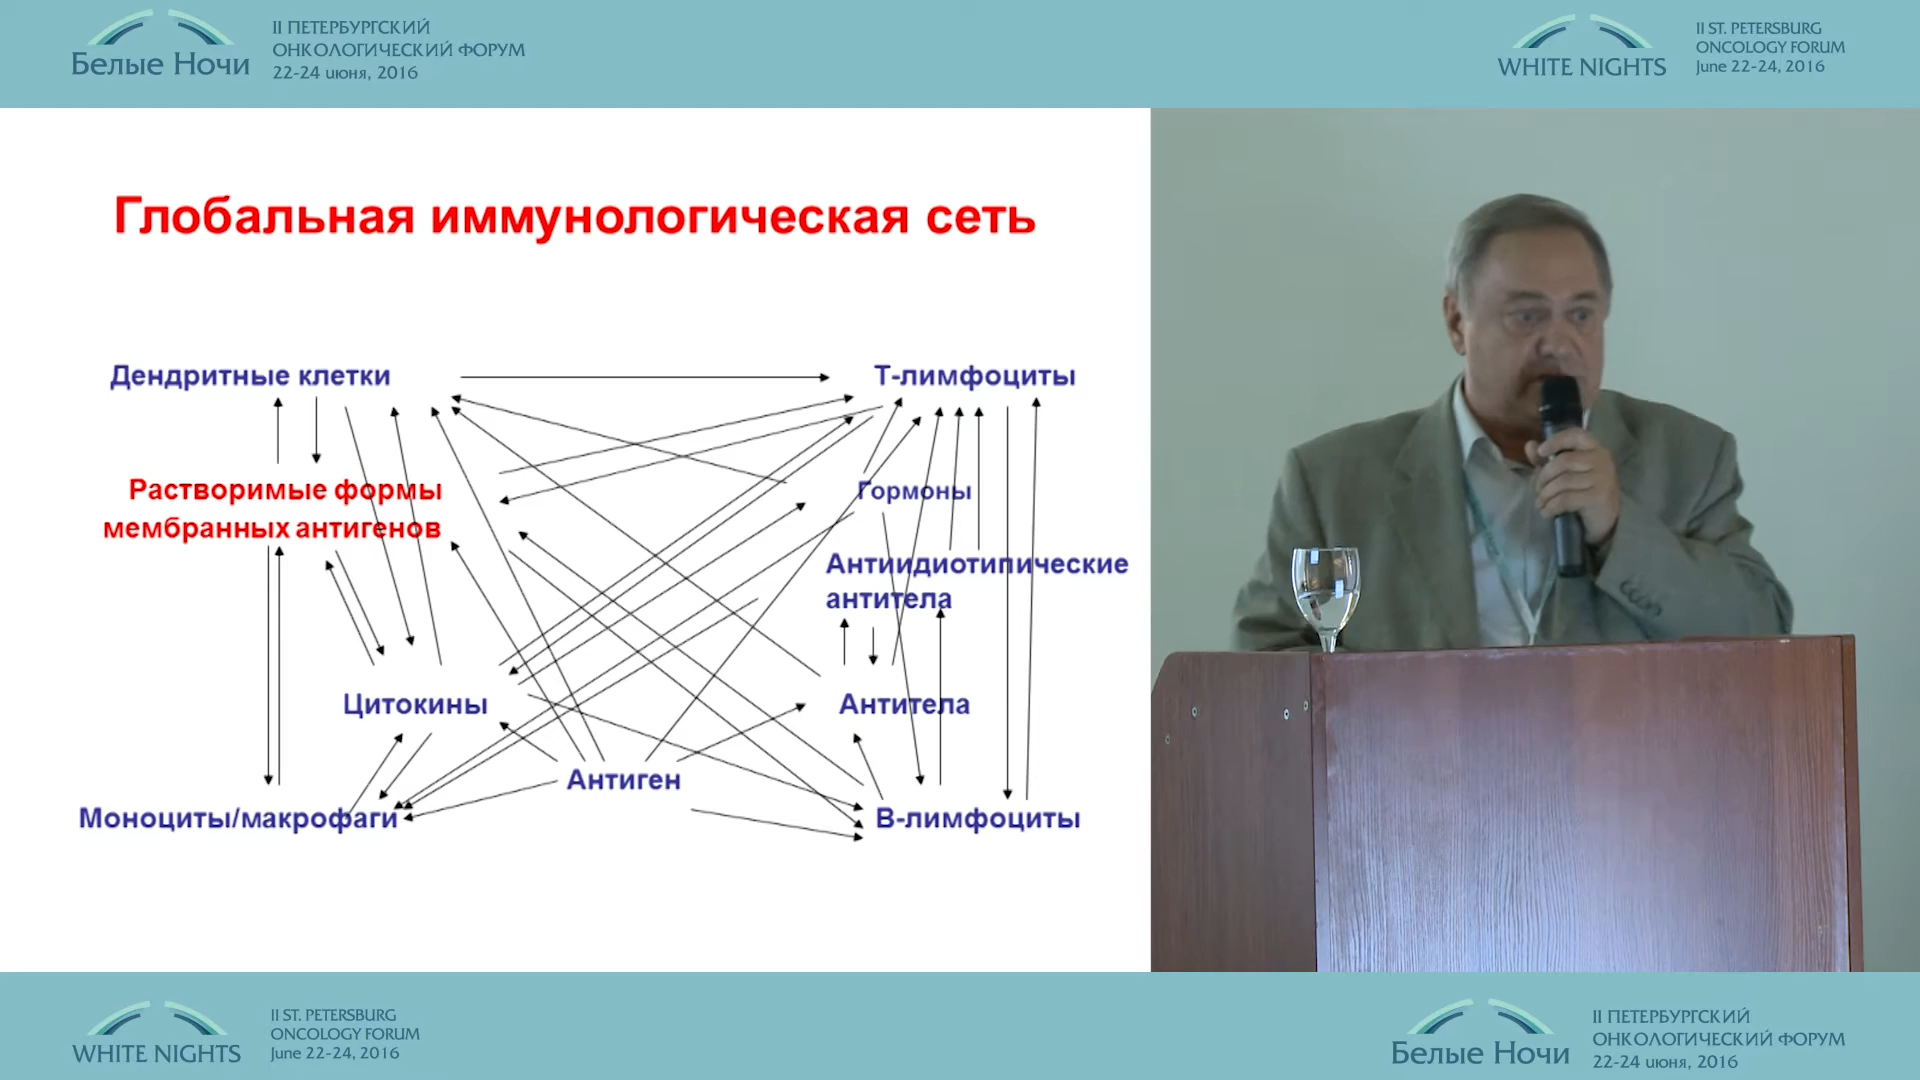 Белые Ночи
II ПЕТЕРБУРГСКИЙ
ОНКОЛОГИЧЕСКИЙ ФОРУМ
22-24 июня, 2016
WHITE NIGHTS
II ST. PETERSBURG
ONCOLOGY FORUM
June 22-24, 2016
Глобальная иммунологическая сеть
Дендритные клетки
Т-лимфоциты
Растворимые формы
мембранных антигенов
Гормоны
Антиидиотипические
антитела
Цитокины
Антитела
Антиген
Моноциты/макрофаги
В-лимфоциты
WHITE NIGHTS
II ST. PETERSBURG
ONCOLOGY FORUM
June 22-24, 2016
Белые Ночи
II ПЕТЕРБУРГСКИЙ
ОНКОЛОГИЧЕСКИЙ ФОРУМ
22-24 июня, 2016